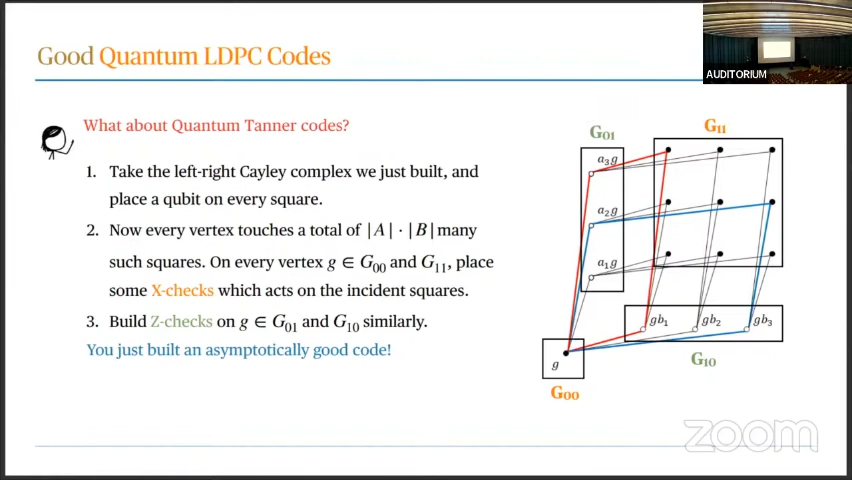 Good Quantum LDPC Codes
AUDITORIUM
What about Quantum Tanner codes?
1. Take the left-right Cayley complex we just built, and
place a qubit on every square.
2. Now every vertex touches a total of |A| · |B| many
such squares. On every vertex g ∈ G₀₀ and G₁₁, place
some X-checks which acts on the incident squares.
3. Build Z-checks on g ∈ G₀₁ and G₁₀ similarly.
You just built an asymptotically good code!
G₀₁
G₁₁
a₃g
a₂g
a₁g
gb₁
gb₂
gb₃
g
G₁₀
G₀₀
zoom